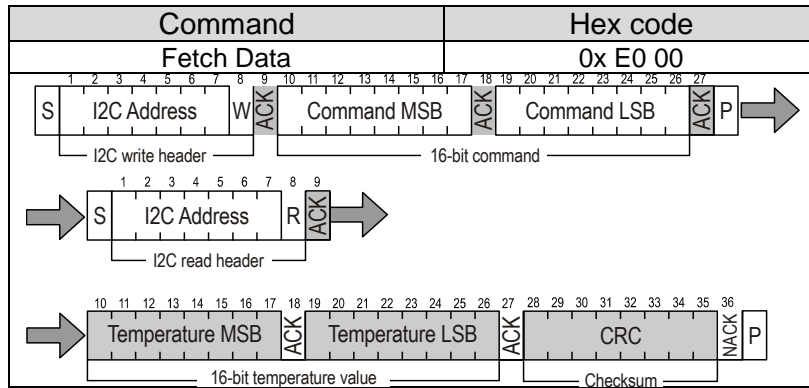 Command Hex code
Fetch Data 0x E0 00
1 2 3 4 5 6 7 8 9 10 11 12 13 14 15 16 17 18 19 20 21 22 23 24 25 26 27
S I2C Address W ACK Command MSB ACK Command LSB ACK P
I2C write header 16-bit command
1 2 3 4 5 6 7 8 9
S I2C Address R ACK
I2C read header
10 11 12 13 14 15 16 17 18 19 20 21 22 23 24 25 26 27 28 29 30 31 32 33 34 35 36
Temperature MSB ACK Temperature LSB ACK CRC NACK P
16-bit temperature value Checksum